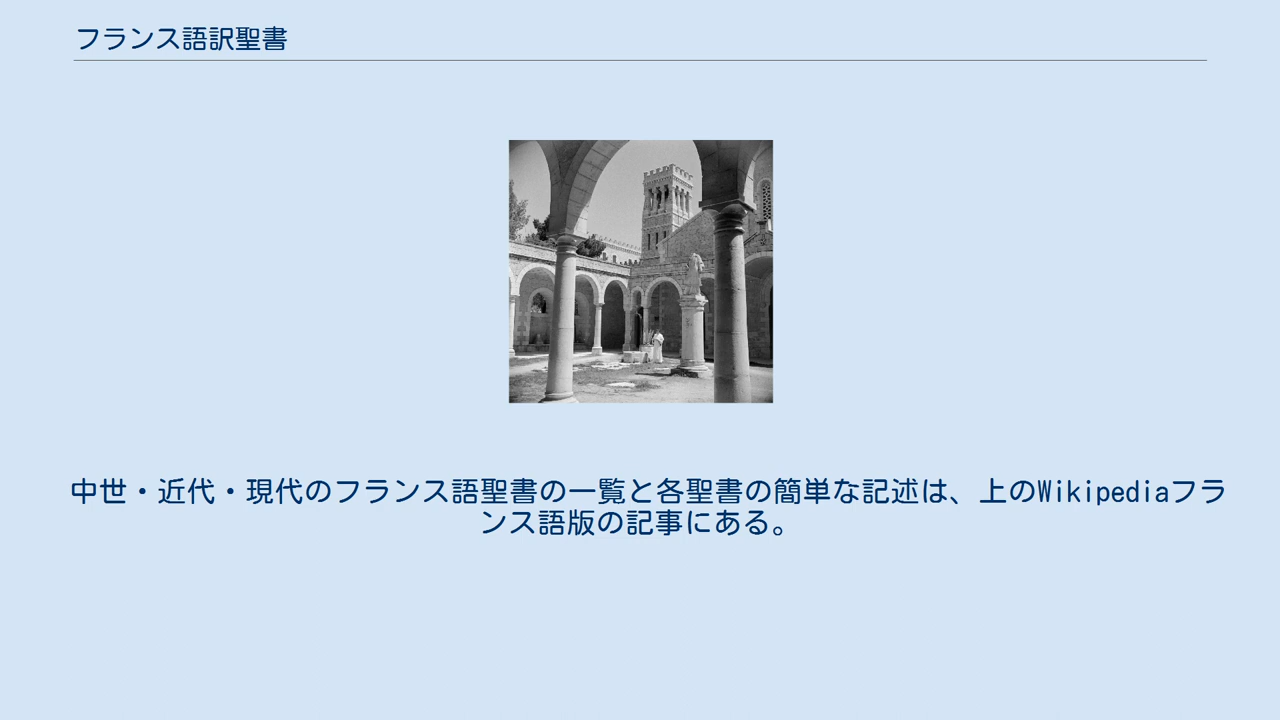 フランス語訳聖書
中世・近代・現代のフランス語聖書の一覧と各聖書の簡単な記述は、上のWikipediaフラ
ンス語版の記事にある。